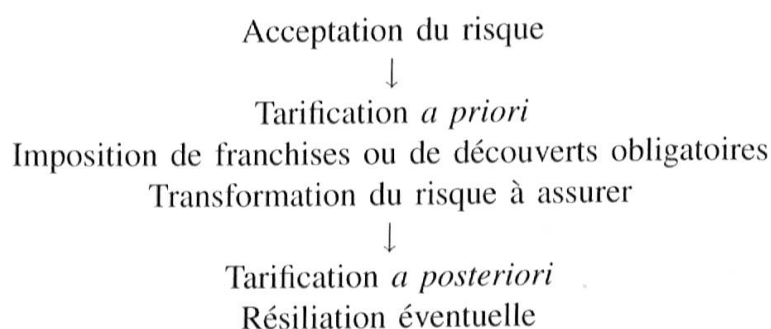 Acceptation du risque
↓
Tarification a priori
Imposition de franchises ou de découverts obligatoires
Transformation du risque à assurer
↓
Tarification a posteriori
Résiliation éventuelle